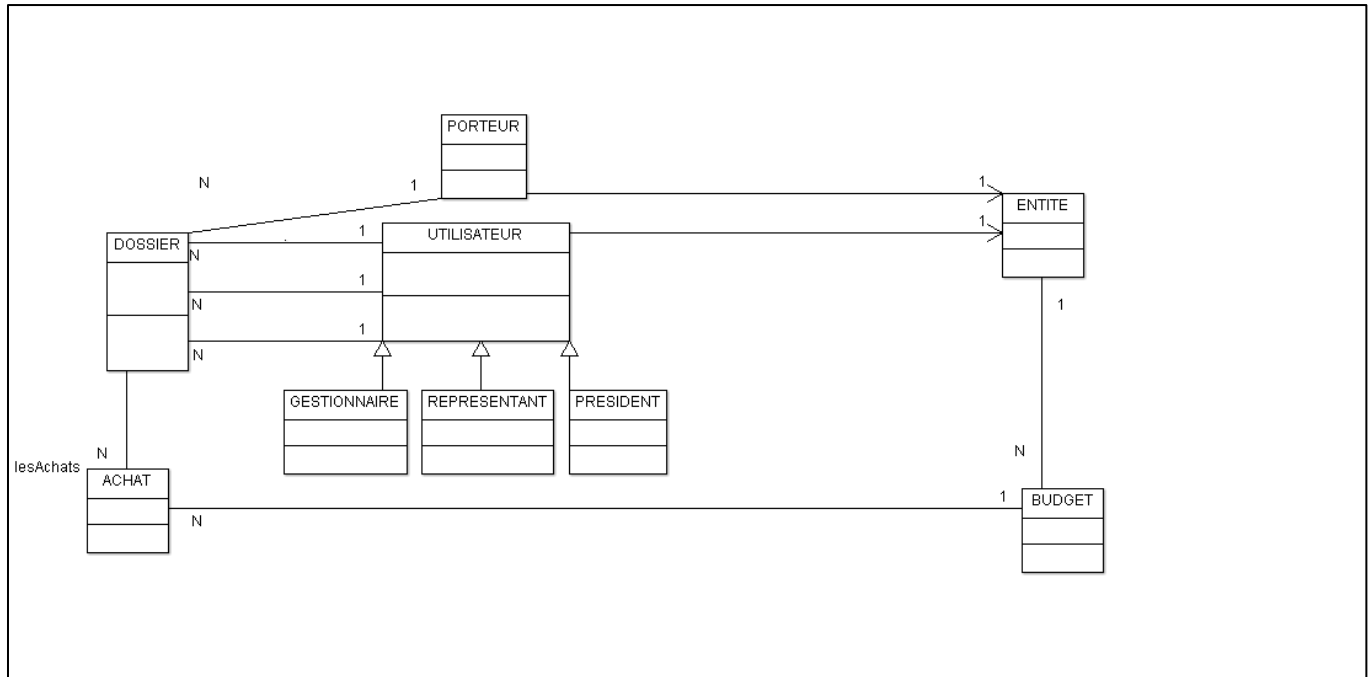 PORTEUR
N
1
1
ENTITE
1
UTILISATEUR
1
DOSSIER
N
1
N
1
N
1
GESTIONNAIRE
REPRESENTANT
PRESIDENT
N
N
lesAchats
ACHAT
1
BUDGET
N